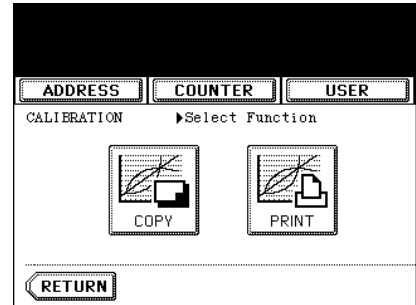 ADDRESS COUNTER USER
CALIBRATION ▶Select Function
COPY PRINT
RETURN